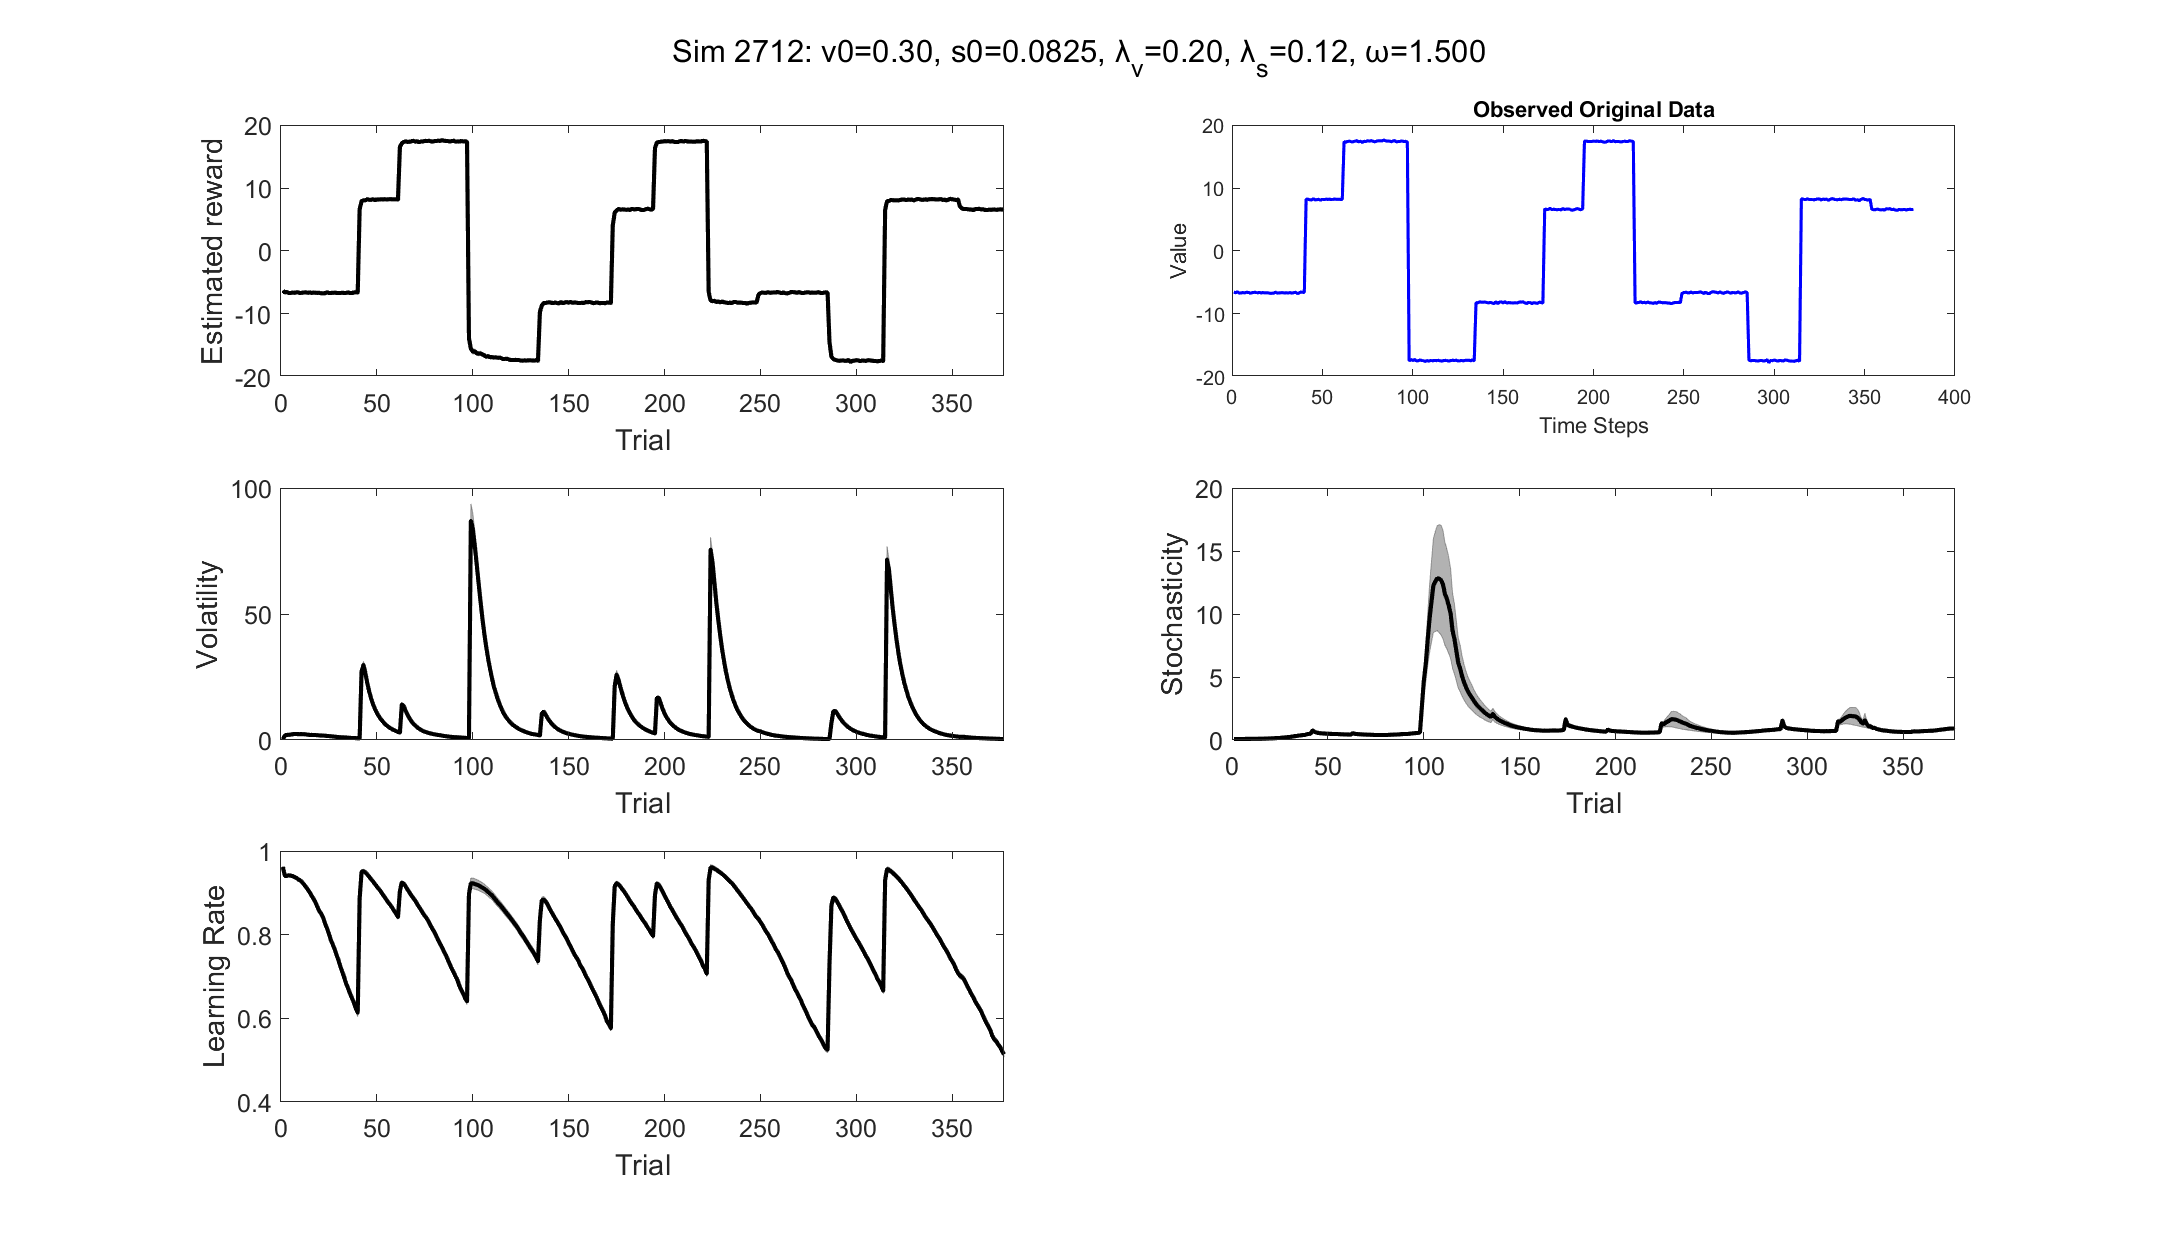 Sim 2712: v0=0.30, s0=0.0825, λ_v=0.20, λ_s=0.12, ω=1.500
Estimated reward
20
10
0
-10
-20
0 50 100 150 200 250 300 350
Trial
Observed Original Data
Value
20
10
0
-10
-20
0 50 100 150 200 250 300 350 400
Time Steps
Volatility
100
50
0
0 50 100 150 200 250 300 350
Trial
Stochasticity
20
15
10
5
0
0 50 100 150 200 250 300 350
Trial
Learning Rate
1
0.8
0.6
0.4
0 50 100 150 200 250 300 350
Trial